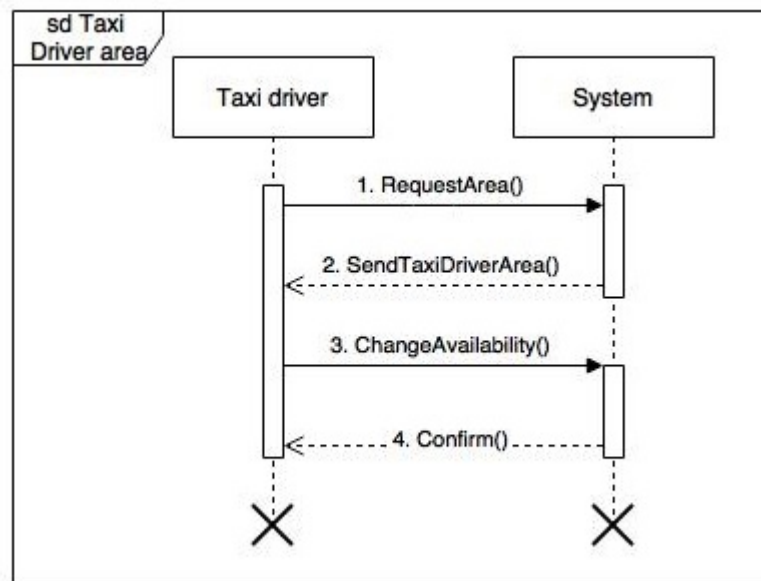 sd Taxi
Driver area
Taxi driver
System
1. RequestArea()
2. SendTaxiDriverArea()
3. ChangeAvailability()
4. Confirm()